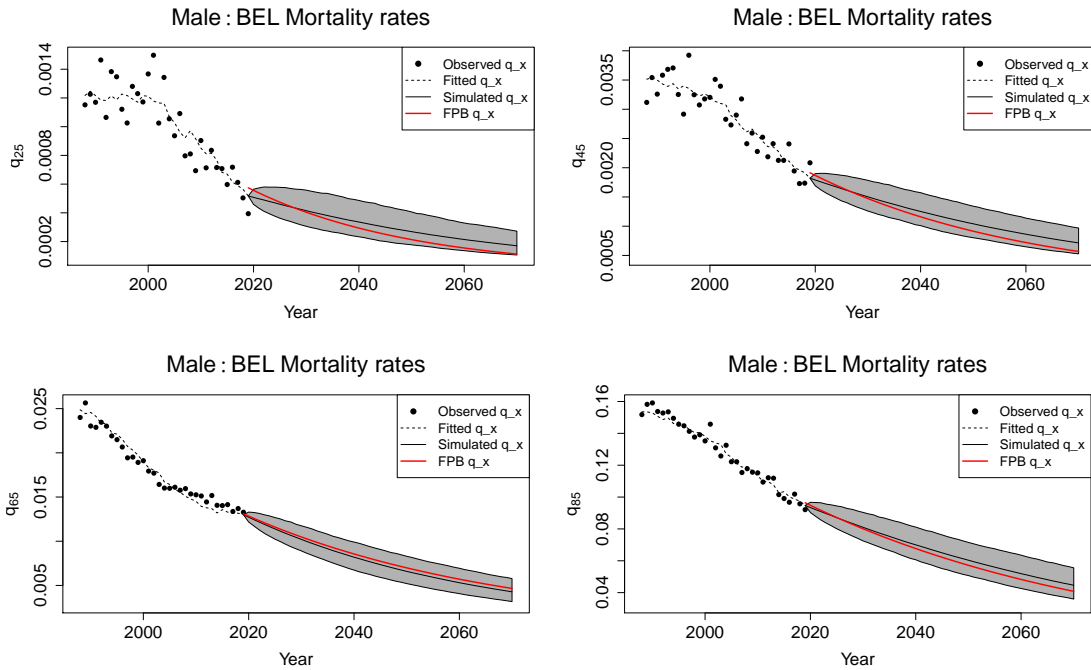 Male : BEL Mortality rates
q25
0.0002 0.0008 0.0014
Observed q_x
Fitted q_x
Simulated q_x
FPB q_x
2000 2020 2040 2060
Year
Male : BEL Mortality rates
q45
0.0005 0.0020 0.0035
Observed q_x
Fitted q_x
Simulated q_x
FPB q_x
2000 2020 2040 2060
Year
Male : BEL Mortality rates
q65
0.005 0.015 0.025
Observed q_x
Fitted q_x
Simulated q_x
FPB q_x
2000 2020 2040 2060
Year
Male : BEL Mortality rates
q85
0.04 0.08 0.12 0.16
Observed q_x
Fitted q_x
Simulated q_x
FPB q_x
2000 2020 2040 2060
Year